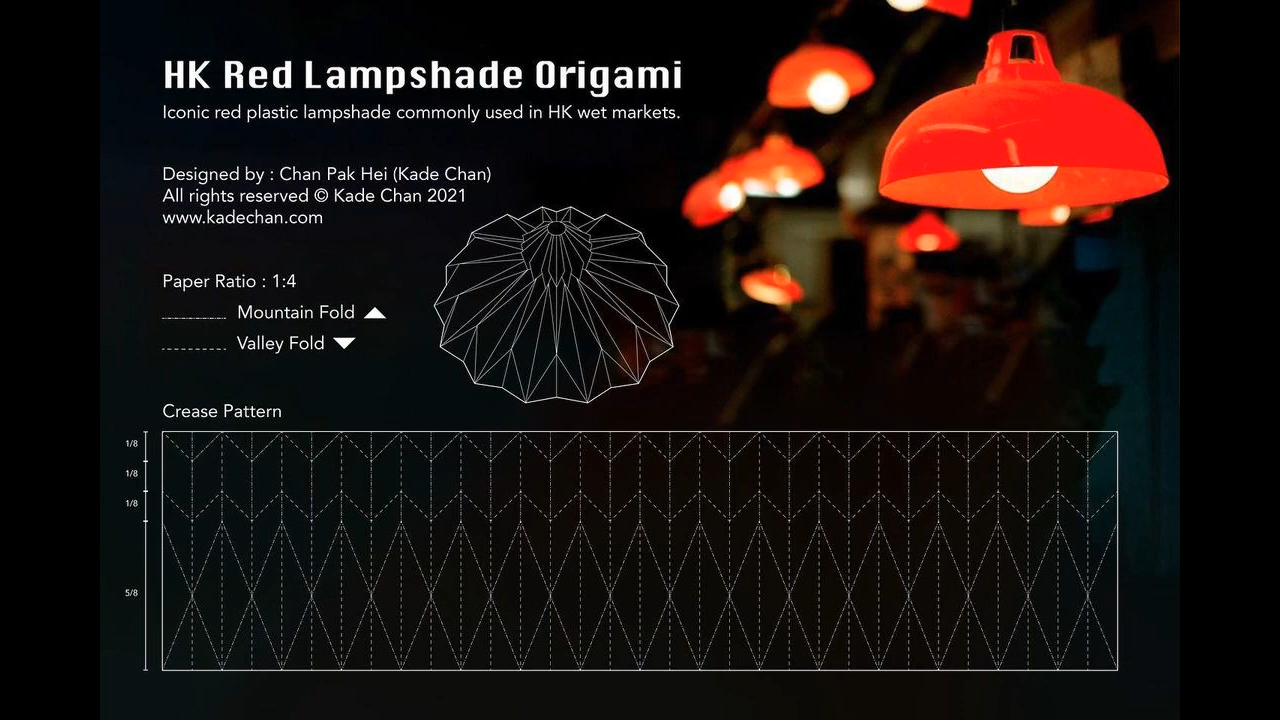 HK Red Lampshade Origami
Iconic red plastic lampshade commonly used in HK wet markets.
Designed by : Chan Pak Hei (Kade Chan)
All rights reserved © Kade Chan 2021
www.kadechan.com
Paper Ratio : 1:4
Mountain Fold
Valley Fold
Crease Pattern
1/8
1/8
1/8
5/8